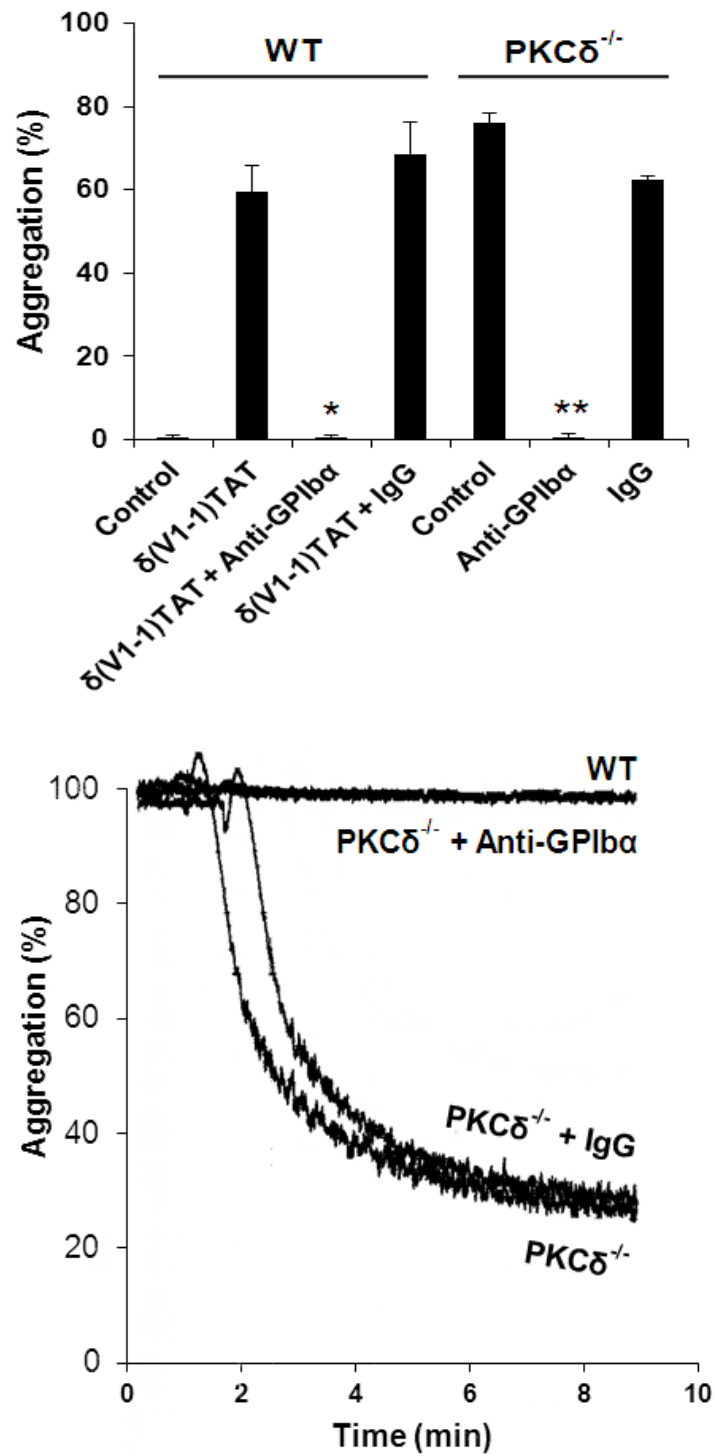 WT PKCδ-/-
Aggregation (%)
100
80
60
40
20
0
* **
Control
δ(V1-1)TAT
δ(V1-1)TAT + Anti-GPIbα
δ(V1-1)TAT + IgG
Control
Anti-GPIbα
IgG
Aggregation (%)
100
80
60
40
20
0
WT
PKCδ-/- + Anti-GPIbα
PKCδ-/- + IgG
PKCδ-/-
0 2 4 6 8 10
Time (min)